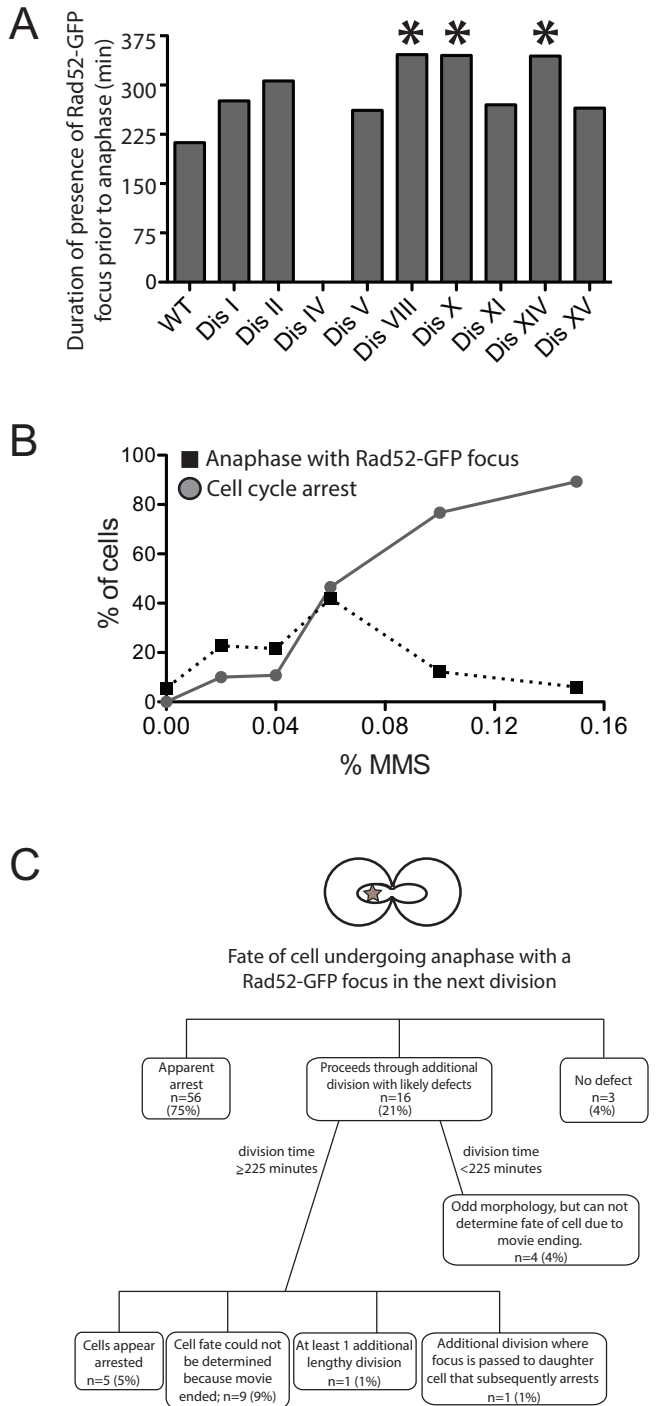 A
Duration of presence of Rad52-GFP
focus prior to anaphase (min)
375
300
225
150
75
0
* * *
WT
Dis I
Dis II
Dis IV
Dis V
Dis VIII
Dis X
Dis XI
Dis XIV
Dis XV
B
% of cells
100
80
60
40
20
0
Anaphase with Rad52-GFP focus
Cell cycle arrest
0.00 0.04 0.08 0.12 0.16
% MMS
C
Fate of cell undergoing anaphase with a
Rad52-GFP focus in the next division
Apparent
arrest
n=56
(75%)
Proceeds through additional
division with likely defects
n=16
(21%)
No defect
n=3
(4%)
division time
≥225 minutes
division time
<225 minutes
Odd morphology, but can not
determine fate of cell due to
movie ending.
n=4 (4%)
Cells appear
arrested
n=5 (5%)
Cell fate could not
be determined
because movie
ended; n=9 (9%)
At least 1 additional
lengthy division
n=1 (1%)
Additional division where
focus is passed to daughter
cell that subsequently arrests
n=1 (1%)